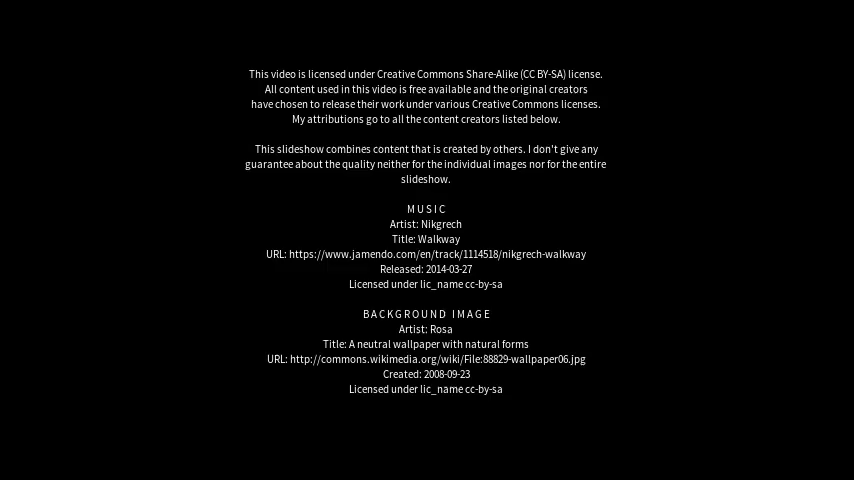 This video is licensed under Creative Commons Share-Alike (CC BY-SA) license.
All content used in this video is free available and the original creators
have chosen to release their work under various Creative Commons licenses.
My attributions go to all the content creators listed below.
This slideshow combines content that is created by others. I don't give any
guarantee about the quality neither for the individual images nor for the entire
slideshow.
MUSIC
Artist: Nikgrech
Title: Walkway
URL: https://www.jamendo.com/en/track/1114518/nikgrech-walkway
Released: 2014-03-27
Licensed under lic_name cc-by-sa
BACKGROUND IMAGE
Artist: Rosa
Title: A neutral wallpaper with natural forms
URL: http://commons.wikimedia.org/wiki/File:88829-wallpaper06.jpg
Created: 2008-09-23
Licensed under lic_name cc-by-sa